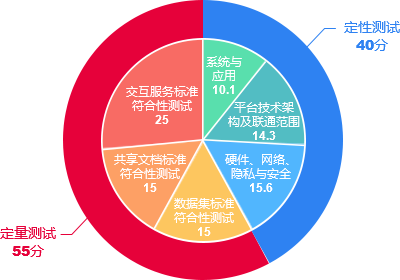 定性测试
40分
系统与
应用
10.1
交互服务标准
符合性测试
25
平台技术架
构及联通范围
14.3
共享文档标准
符合性测试
15
硬件、网络、
隐私与安全
15.6
数据集标准
符合性测试
15
定量测试
55分